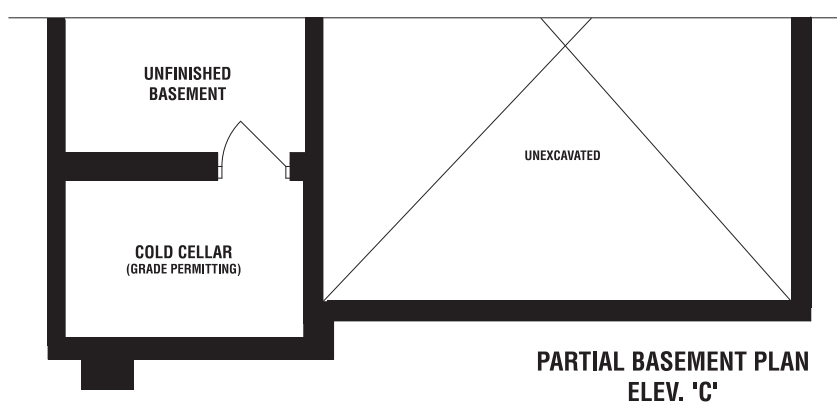 UNFINISHED
BASEMENT
UNEXCAVATED
COLD CELLAR
(GRADE PERMITTING)
PARTIAL BASEMENT PLAN
ELEV. 'C'